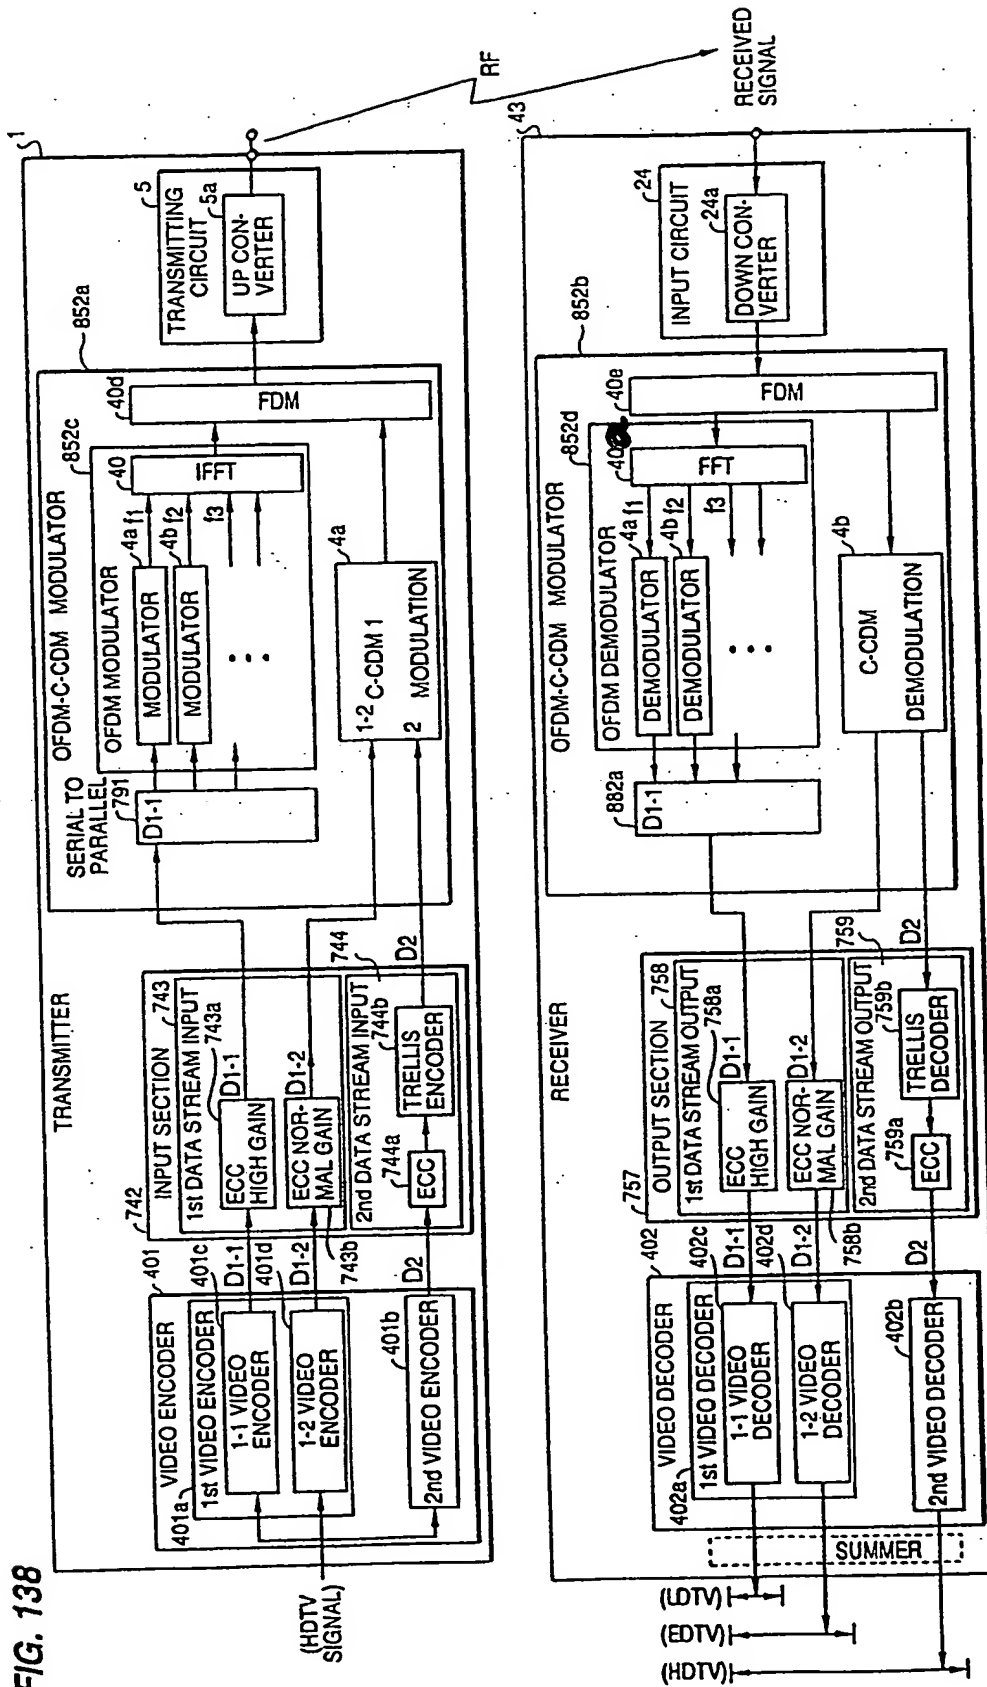 FIG. 138
TRANSMITTER
1
(HDTV
SIGNAL)
VIDEO ENCODER
401
401a
1st VIDEO ENCODER
401c
1-1 VIDEO
ENCODER
401d
1-2 VIDEO
ENCODER
401b
2nd VIDEO ENCODER
D1-1
D1-2
D2
742
INPUT SECTION
743
1st DATA STREAM INPUT
743a
ECC
HIGH GAIN
D1-1
ECC NOR-
MAL GAIN
D1-2
743b
744
2nd DATA STREAM INPUT
744a
744b
ECC
TRELLIS
ENCODER
D2
OFDM-C-CDM MODULATOR
852a
SERIAL TO
PARALLEL
791
D1-1
OFDM MODULATOR
852c
MODULATOR
4a
f1
MODULATOR
4b
f2
f3
40
IFFT
1-2
C-CDM 1
2
MODULATION
4a
40d
FDM
TRANSMITTING
CIRCUIT
5
5a
UP CON-
VERTER
RF
RECEIVED
SIGNAL
RECEIVER
43
INPUT CIRCUIT
24
24a
DOWN CON-
VERTER
OFDM-C-CDM MODULATOR
852b
40e
FDM
OFDM DEMODULATOR
852d
40
FFT
f1
f2
f3
4a
DEMODULATOR
4b
DEMODULATOR
882a
D1-1
C-CDM
DEMODULATION
4b
757
OUTPUT SECTION
758
1st DATA STREAM OUTPUT
758a
ECC
HIGH GAIN
D1-1
ECC NOR-
MAL GAIN
D1-2
758b
2nd DATA STREAM OUTPUT
759
759a
759b
ECC
TRELLIS
DECODER
D2
VIDEO DECODER
402
402a
1st VIDEO DECODER
402c
D1-1
1-1 VIDEO
DECODER
402d
D1-2
1-2 VIDEO
DECODER
402b
D2
2nd VIDEO DECODER
SUMMER
(LDTV)
(EDTV)
(HDTV)